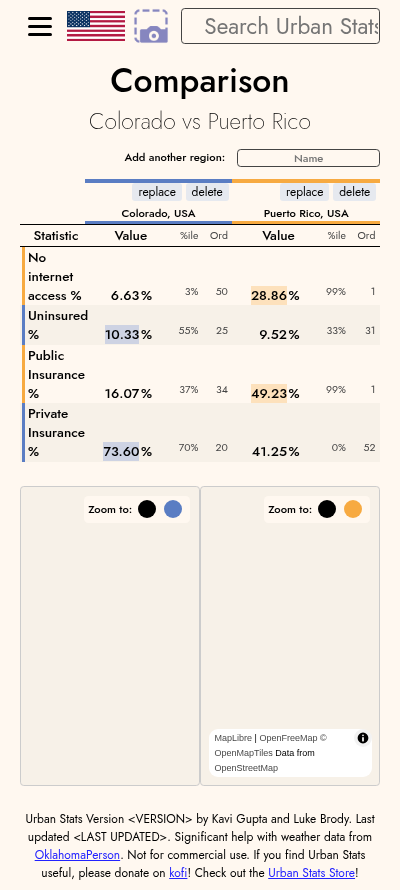 Search Urban Stats
Comparison
Colorado vs Puerto Rico
Add another region: Name
replace delete replace delete
Colorado, USA Puerto Rico, USA
Statistic Value %ile Ord Value %ile Ord
No
internet
access % 6.63% 3% 50 28.86% 99% 1
Uninsured
% 10.33% 55% 25 9.52% 33% 31
Public
Insurance
% 16.07% 37% 34 49.23% 99% 1
Private
Insurance
% 73.60% 70% 20 41.25% 0% 52
Zoom to: Zoom to:
MapLibre | OpenFreeMap ©
OpenMapTiles Data from
OpenStreetMap
Urban Stats Version <VERSION> by Kavi Gupta and Luke Brody. Last
updated <LAST UPDATED>. Significant help with weather data from
OklahomaPerson. Not for commercial use. If you find Urban Stats
useful, please donate on kofi! Check out the Urban Stats Store!